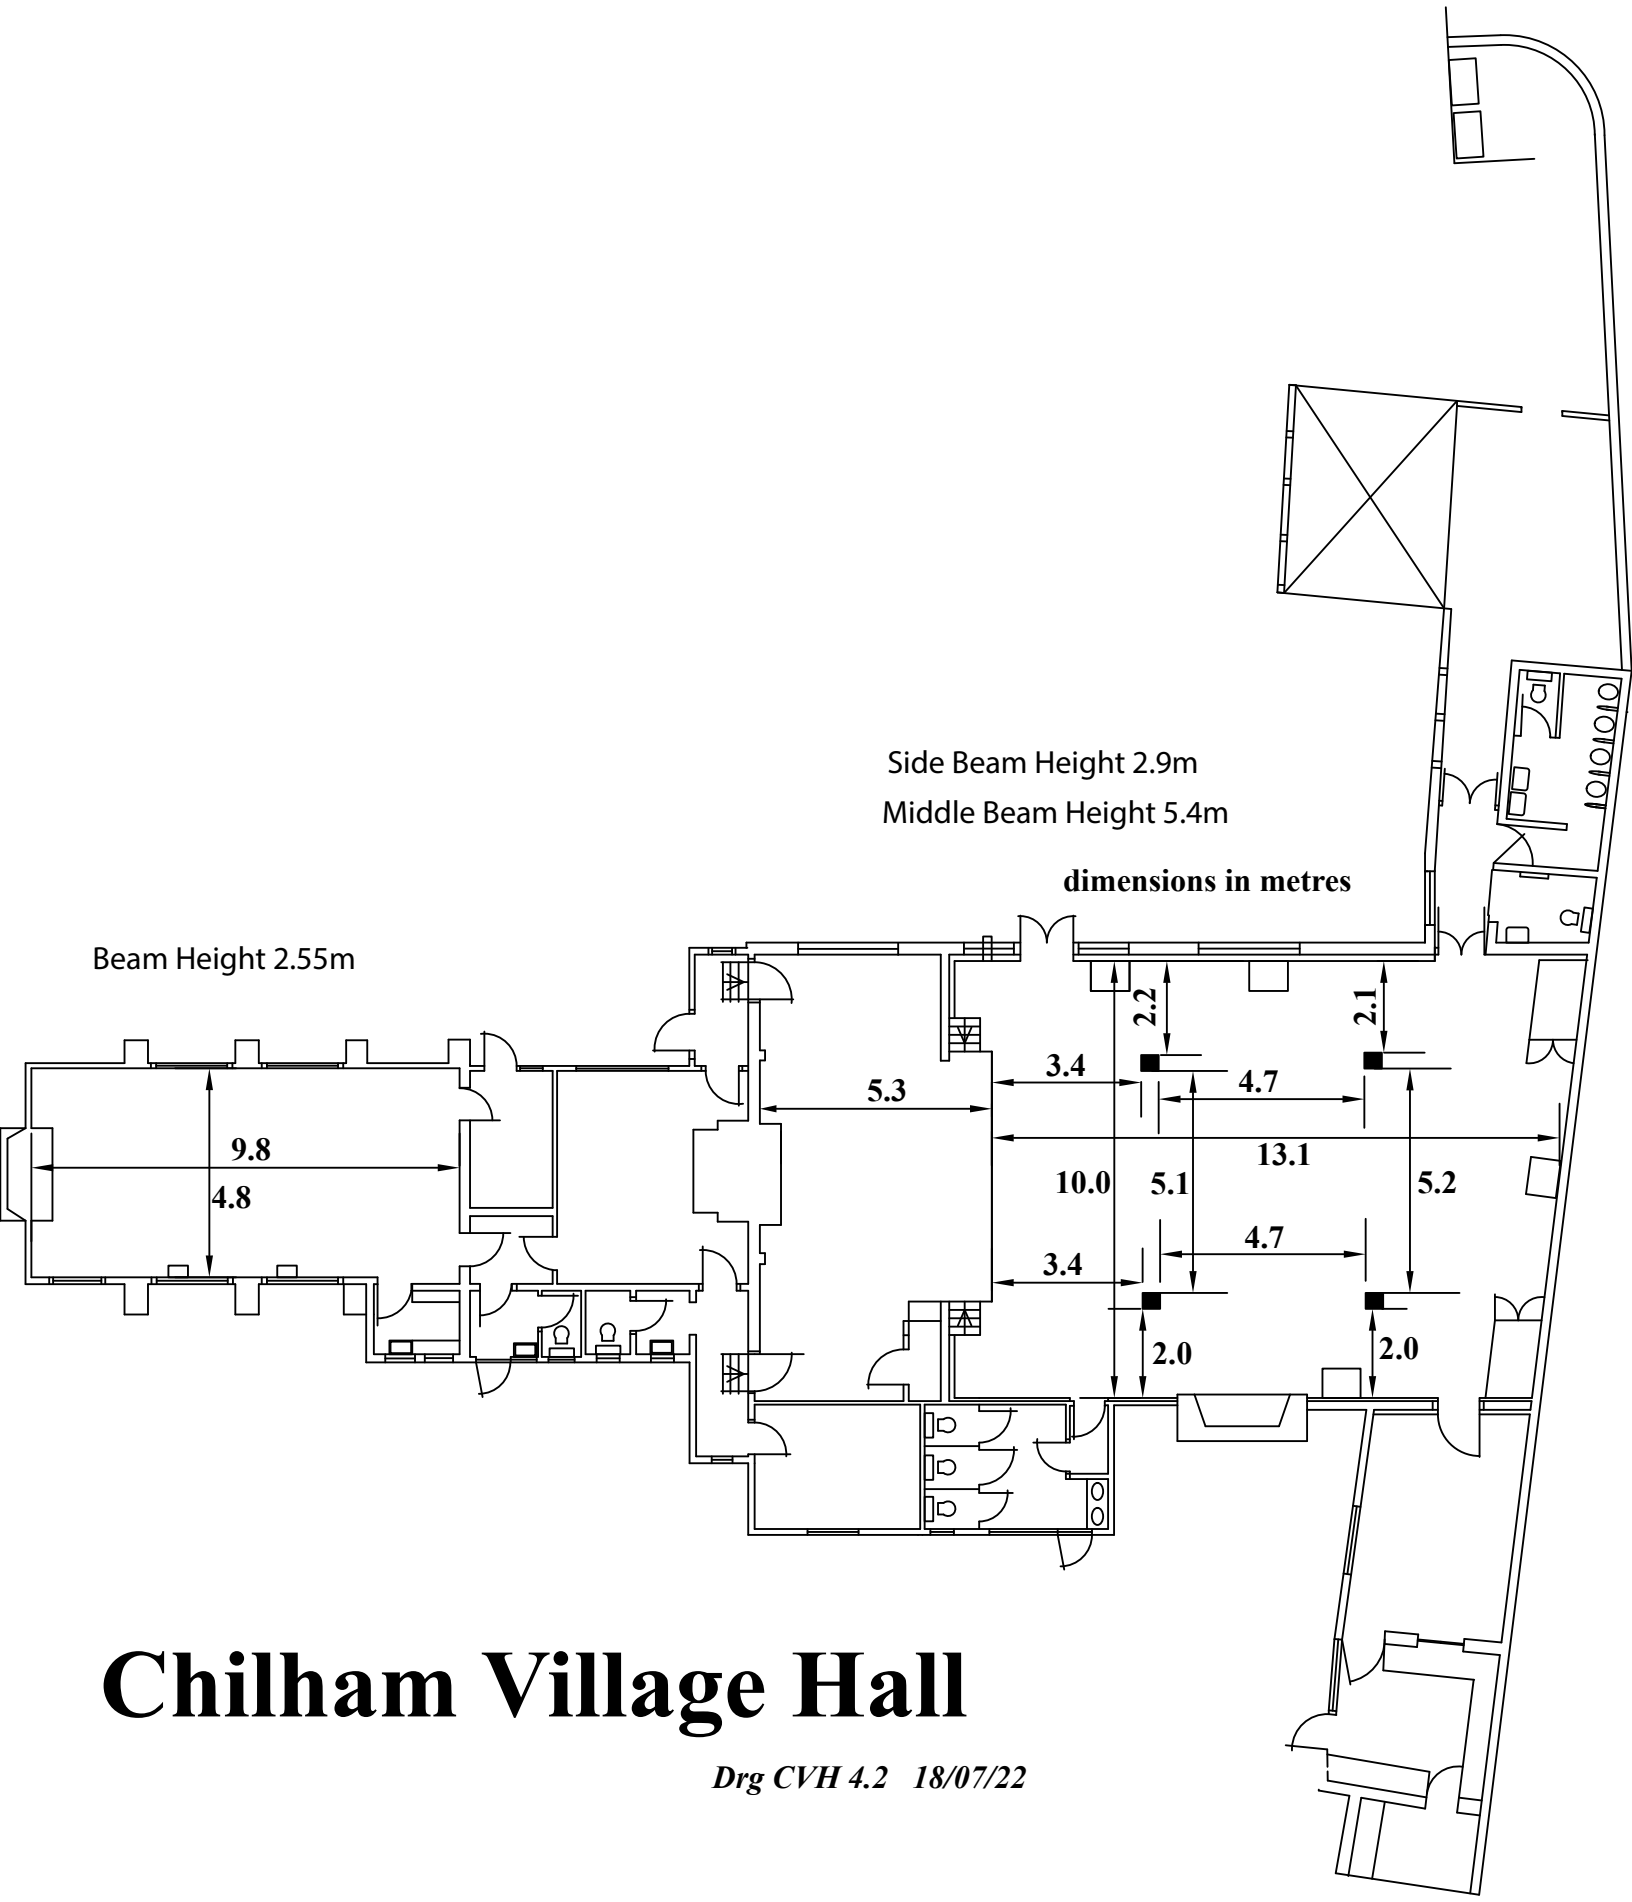 Side Beam Height 2.9m
Middle Beam Height 5.4m
dimensions in metres
Beam Height 2.55m
2.2
2.1
3.4
4.7
5.3
9.8
13.1
4.8
10.0
5.1
5.2
4.7
3.4
2.0
2.0
Chilham Village Hall
Drg CVH 4.2 18/07/22